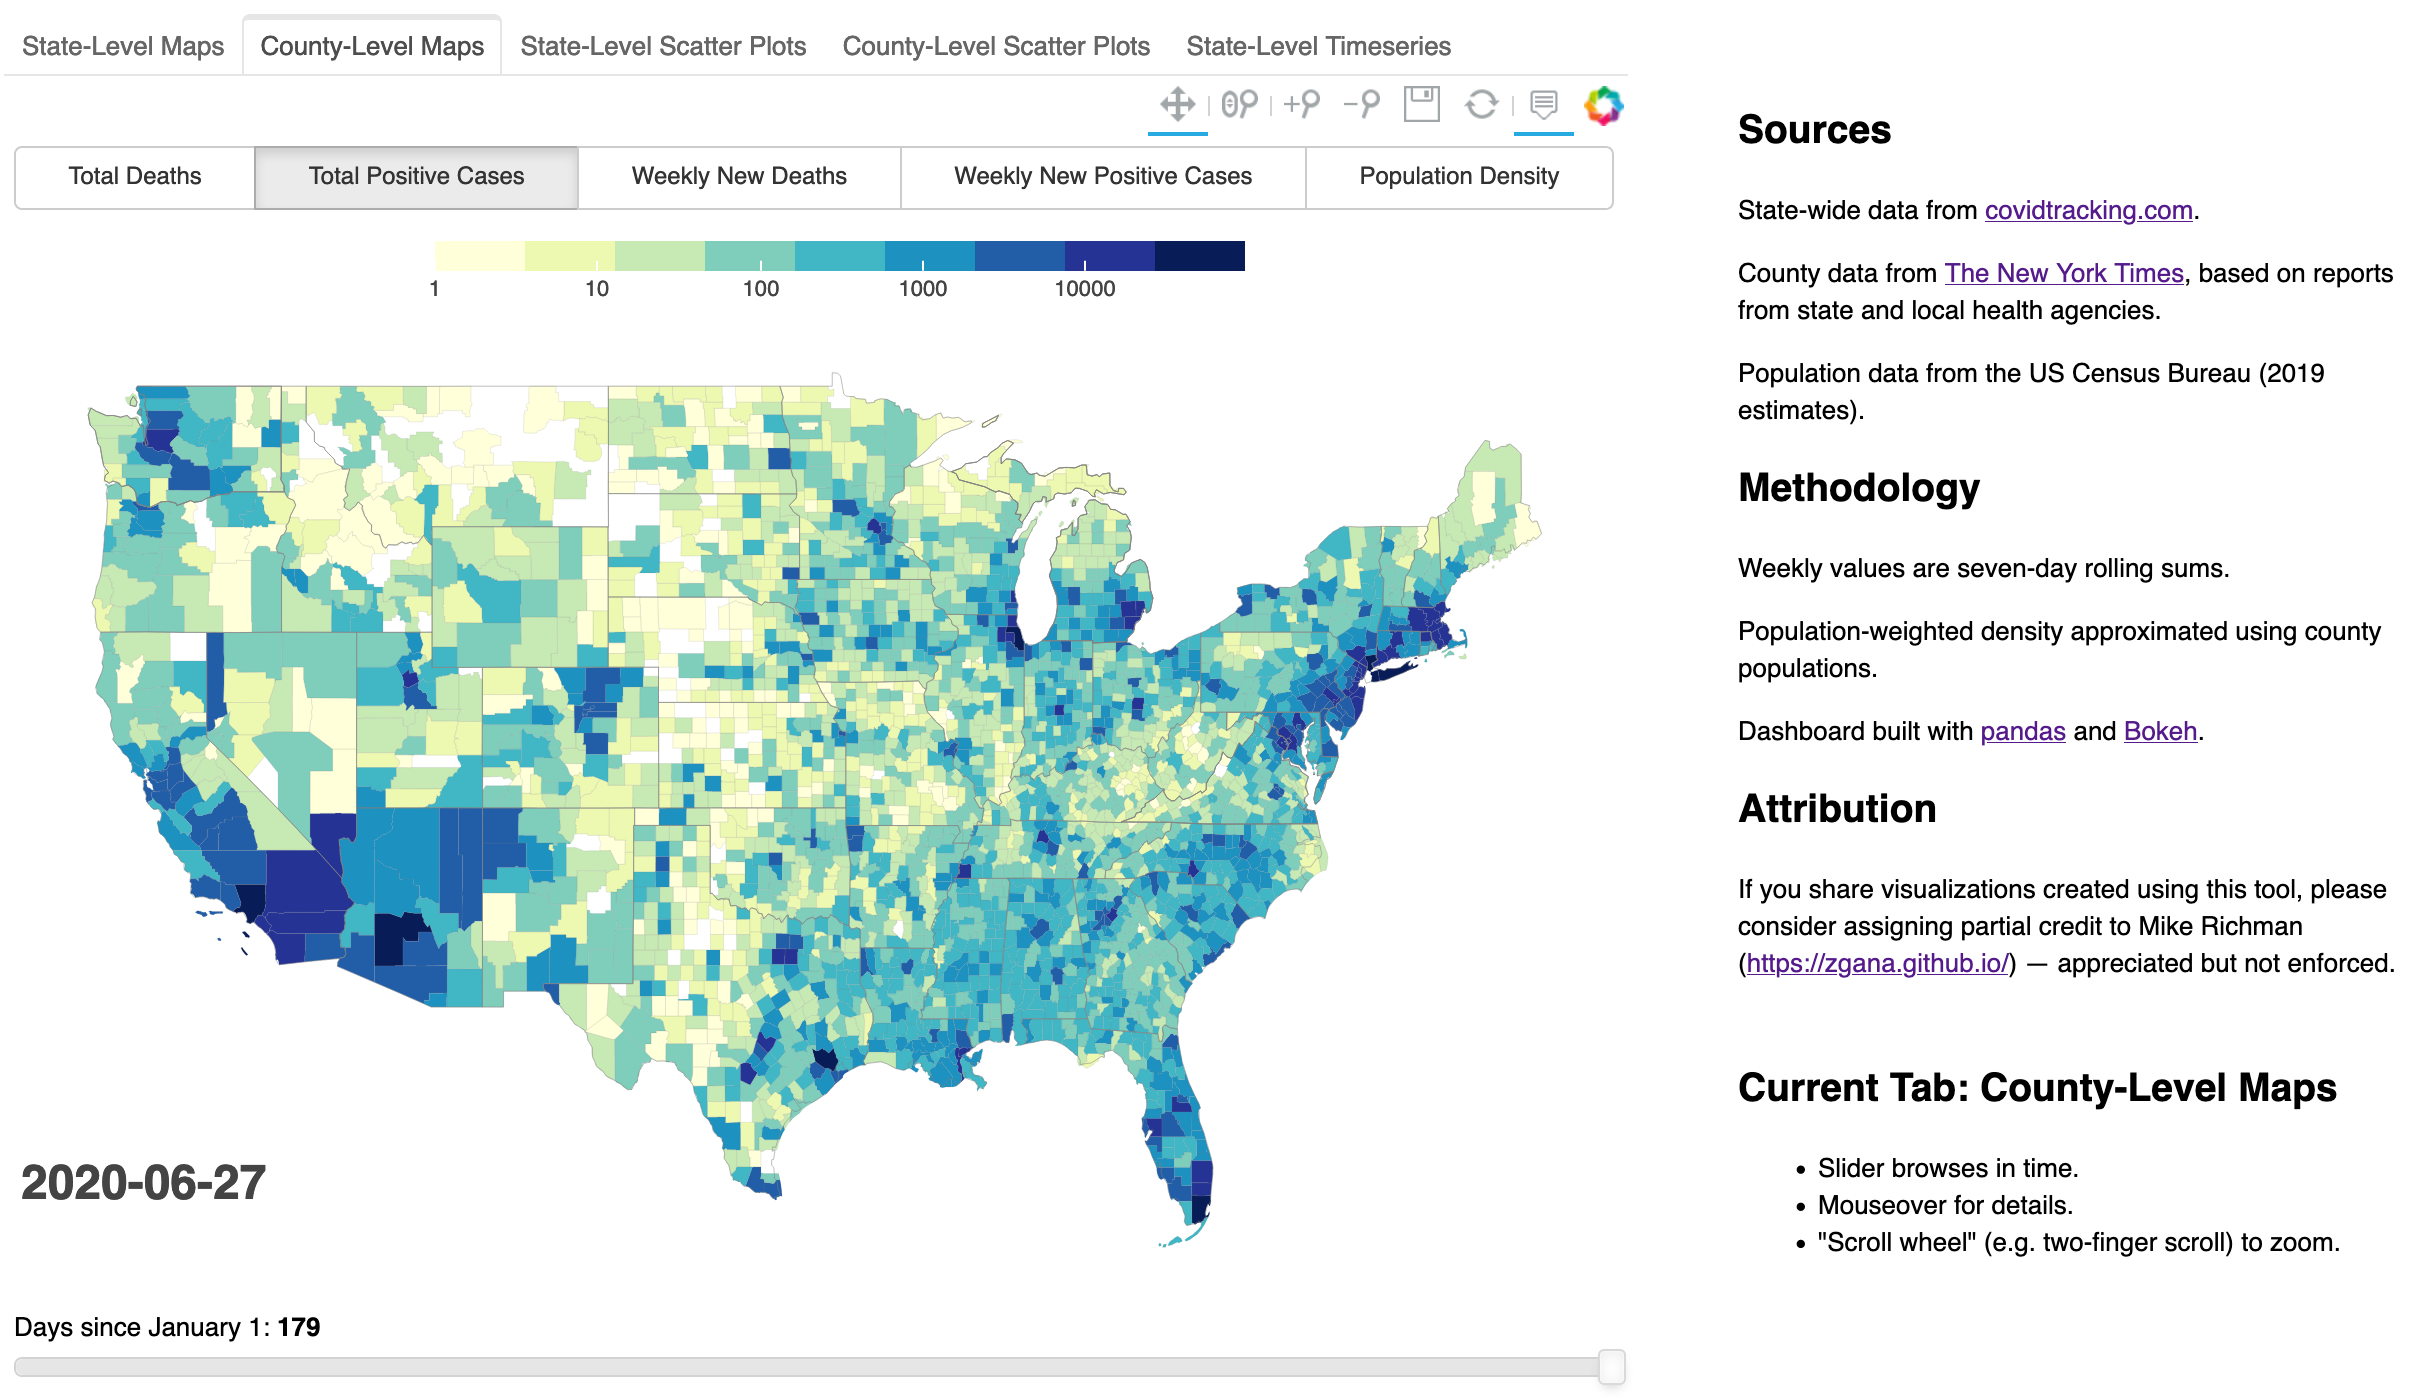 State-Level Maps County-Level Maps State-Level Scatter Plots County-Level Scatter Plots State-Level Timeseries
Total Deaths Total Positive Cases Weekly New Deaths Weekly New Positive Cases Population Density
1 10 100 1000 10000
2020-06-27
Days since January 1: 179
Sources
State-wide data from covidtracking.com.
County data from The New York Times, based on reports
from state and local health agencies.
Population data from the US Census Bureau (2019
estimates).
Methodology
Weekly values are seven-day rolling sums.
Population-weighted density approximated using county
populations.
Dashboard built with pandas and Bokeh.
Attribution
If you share visualizations created using this tool, please
consider assigning partial credit to Mike Richman
(https://zgana.github.io/) — appreciated but not enforced.
Current Tab: County-Level Maps
• Slider browses in time.
• Mouseover for details.
• "Scroll wheel" (e.g. two-finger scroll) to zoom.